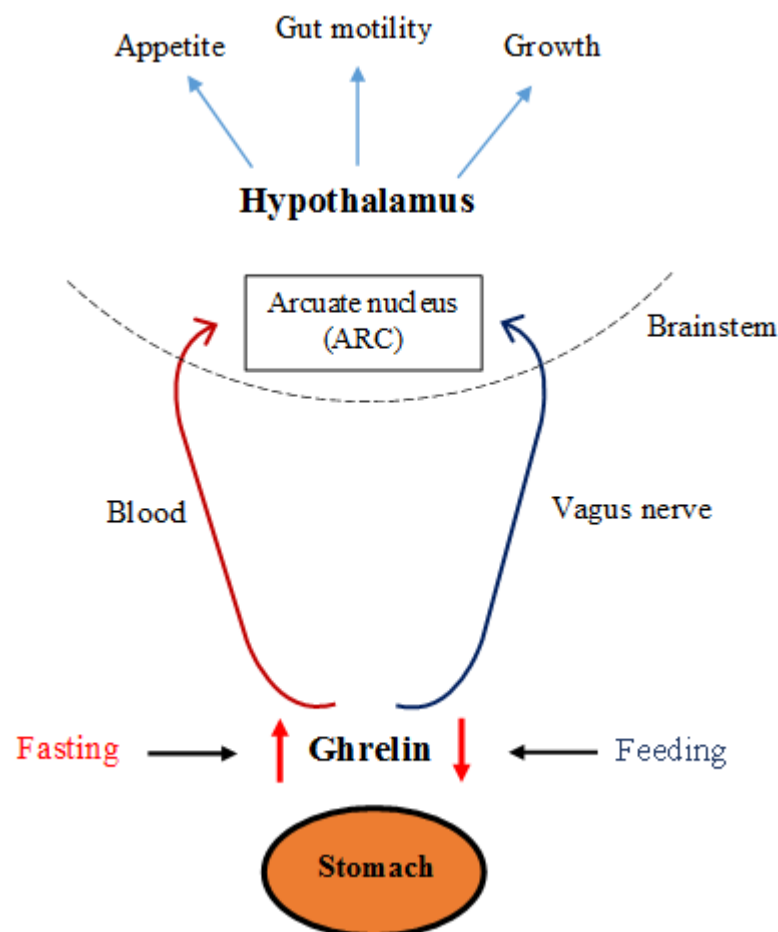 Appetite
Gut motility
Growth
Hypothalamus
Arcuate nucleus
(ARC)
Brainstem
Blood
Vagus nerve
Fasting
Ghrelin
Feeding
Stomach